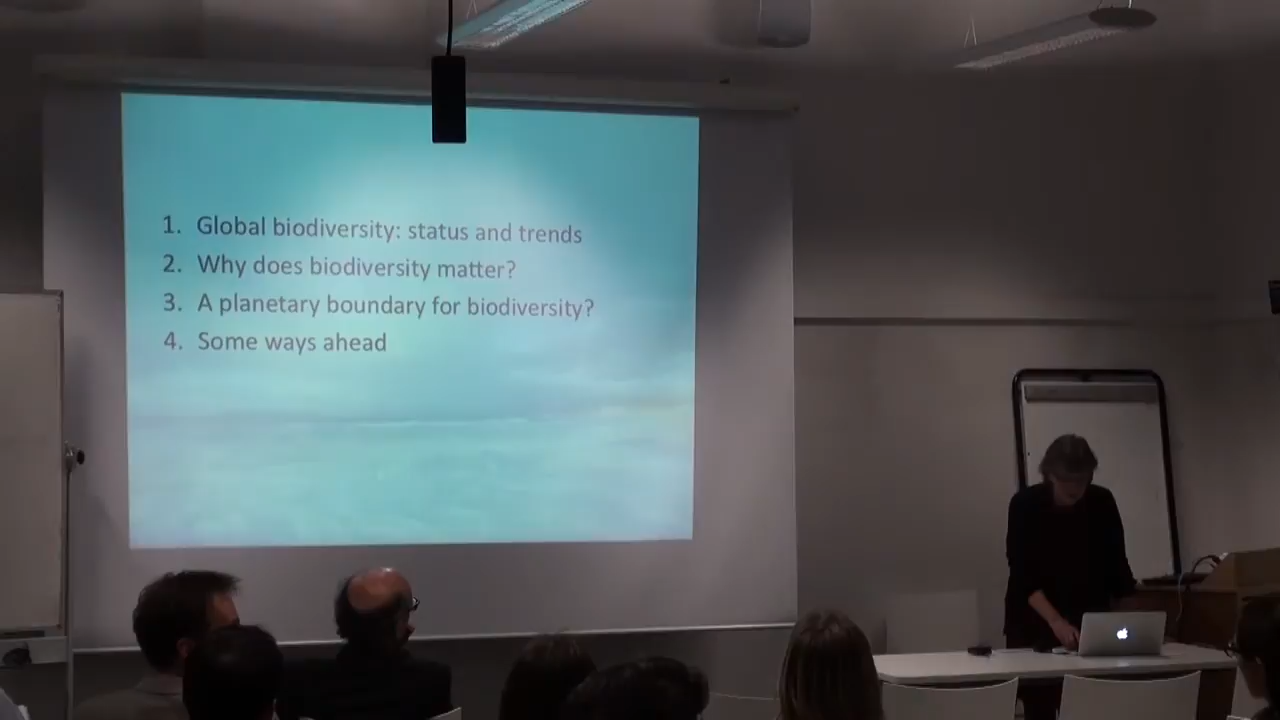 1. Global biodiversity: status and trends
2. Why does biodiversity matter?
3. A planetary boundary for biodiversity?
4. Some ways ahead